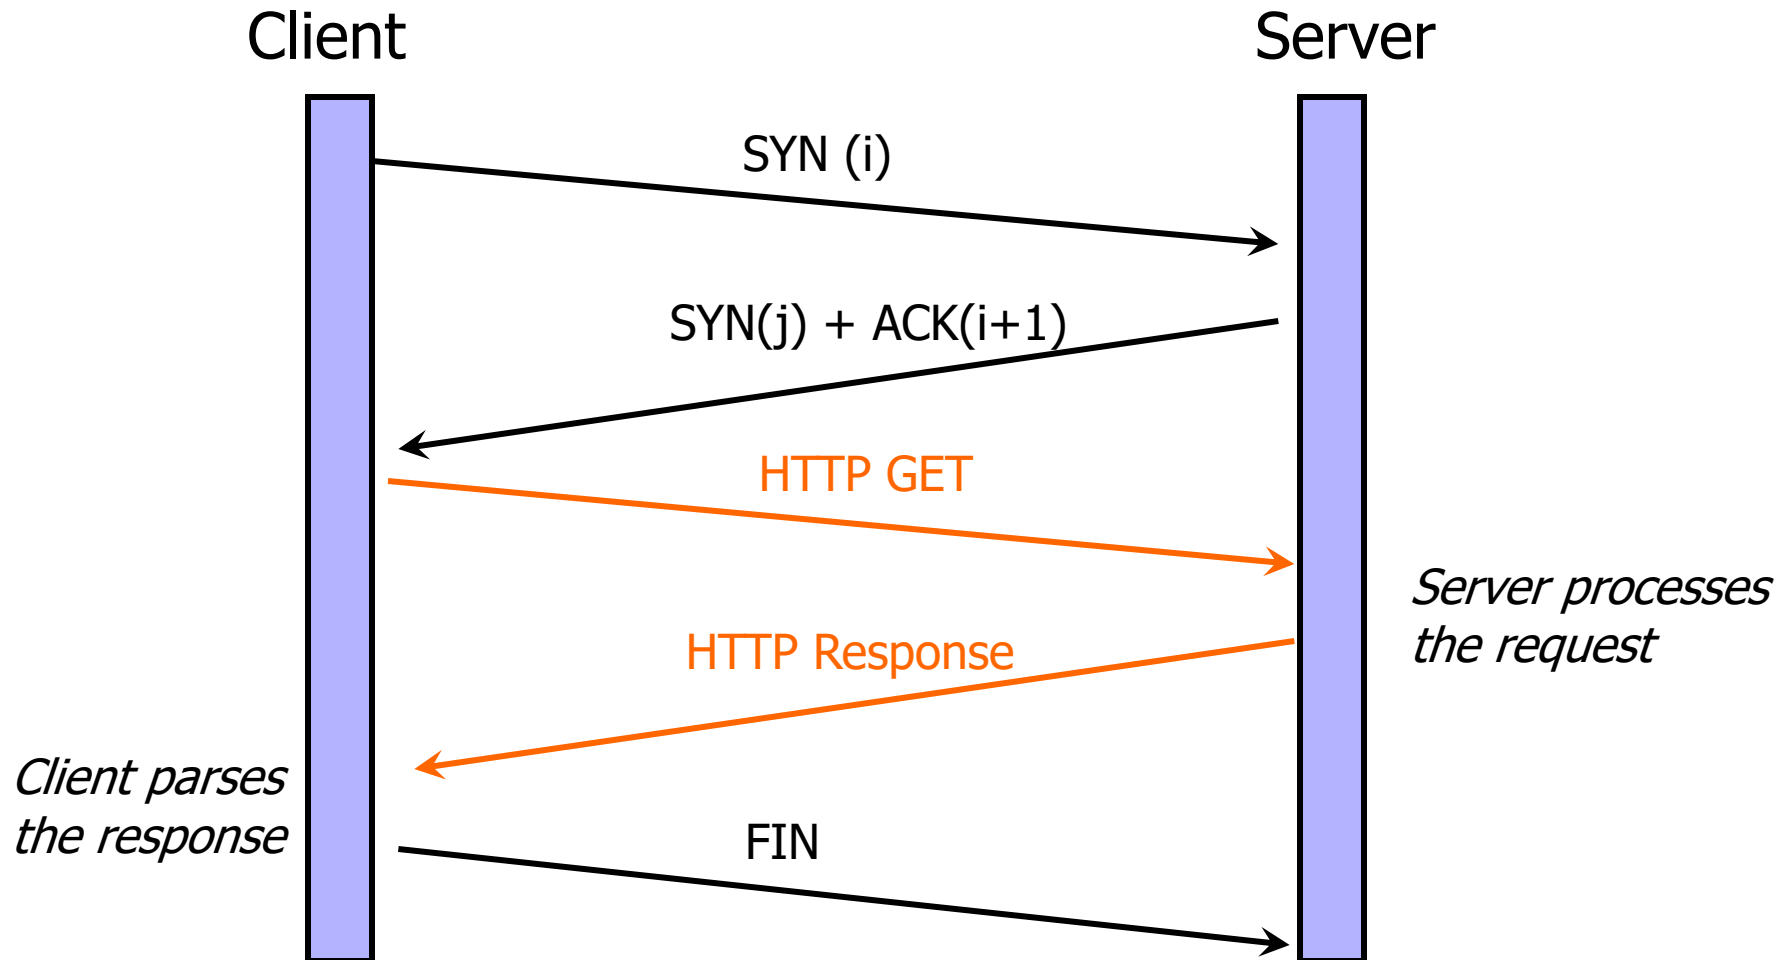 Client
Server
SYN (i)
SYN(j) + ACK(i+1)
HTTP GET
Server processes
the request
HTTP Response
Client parses
the response
FIN